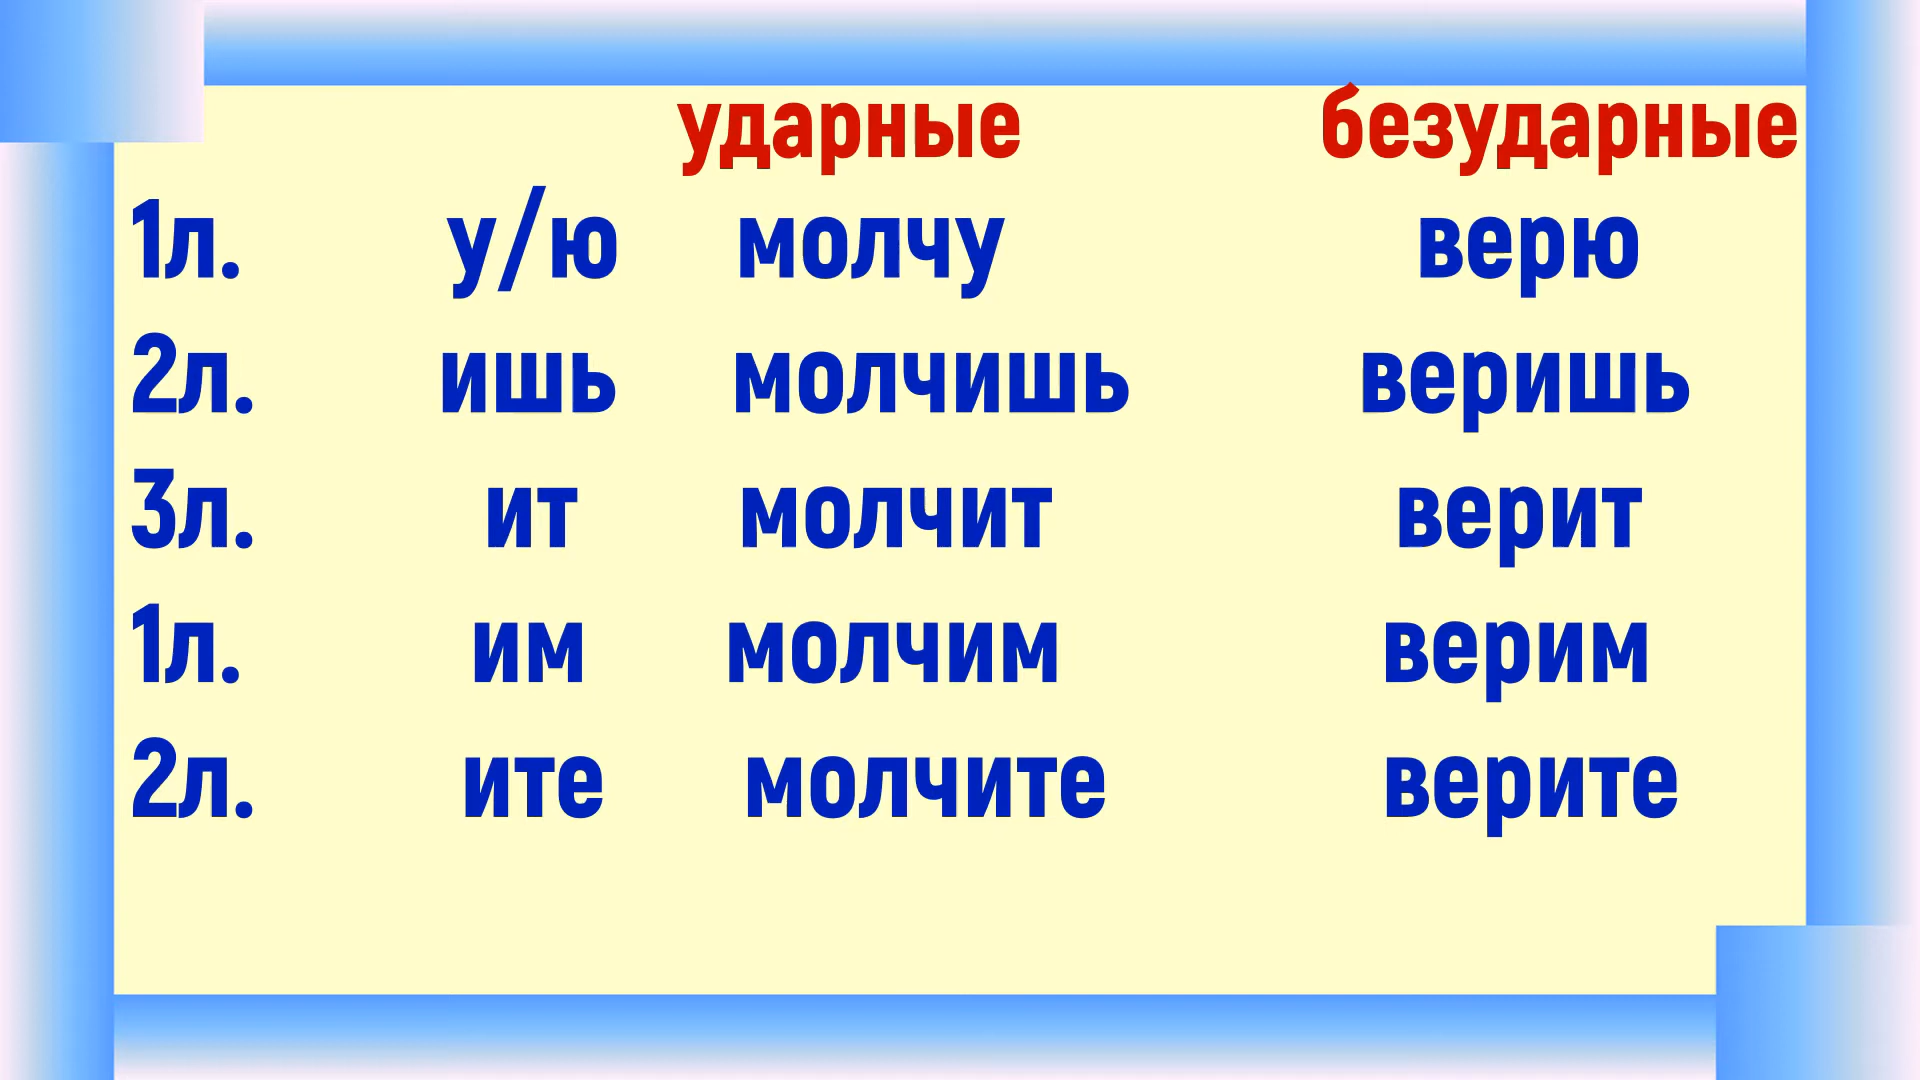 ударные безударные
1л. у/ю молчу верю
2л. ишь молчишь веришь
3л. ит молчит верит
1л. им молчим верим
2л. ите молчите верите